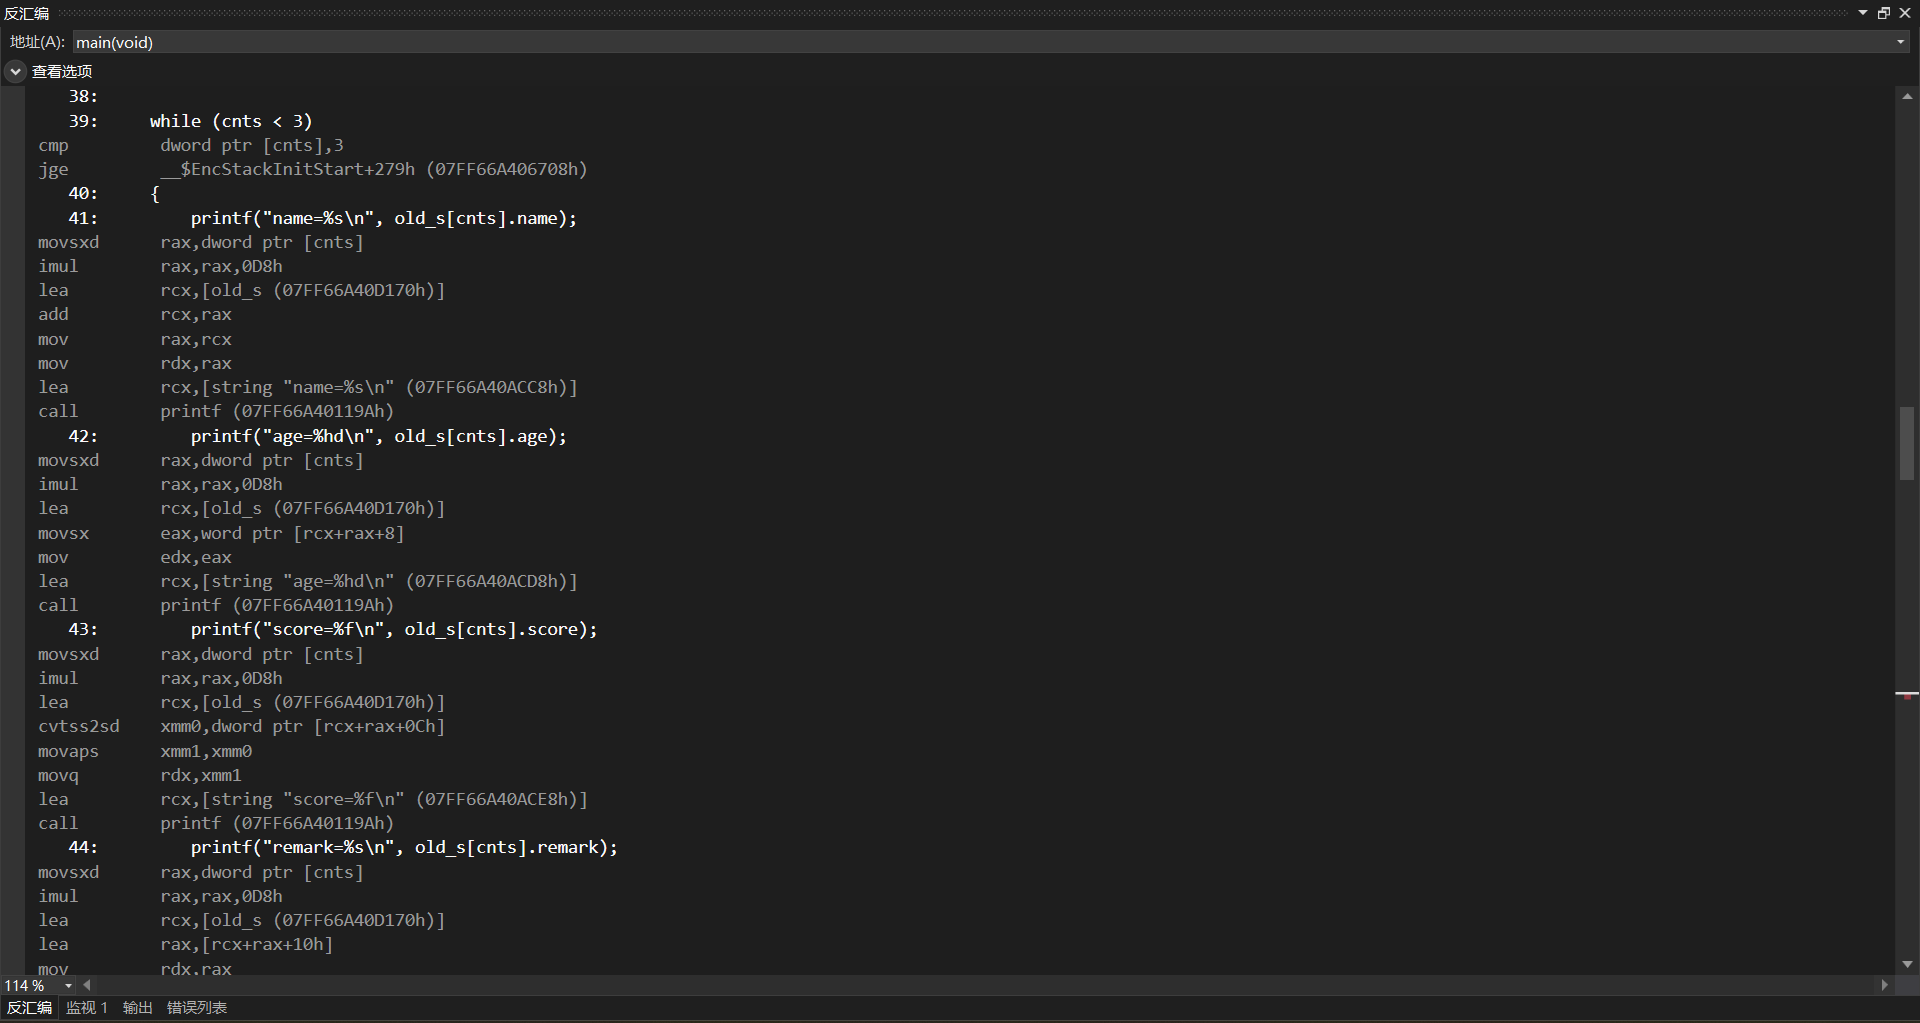 反汇编
地址(A): main(void)
查看选项
38:
39:     while (cnts < 3)
cmp         dword ptr [cnts],3
jge         __$EncStackInitStart+279h (07FF66A406708h)
40:     {
41:         printf("name=%s\n", old_s[cnts].name);
movsxd      rax,dword ptr [cnts]
imul        rax,rax,0D8h
lea         rcx,[old_s (07FF66A40D170h)]
add         rcx,rax
mov         rax,rcx
mov         rdx,rax
lea         rcx,[string "name=%s\n" (07FF66A40ACC8h)]
call        printf (07FF66A40119Ah)
42:         printf("age=%hd\n", old_s[cnts].age);
movsxd      rax,dword ptr [cnts]
imul        rax,rax,0D8h
lea         rcx,[old_s (07FF66A40D170h)]
movsx       eax,word ptr [rcx+rax+8]
mov         edx,eax
lea         rcx,[string "age=%hd\n" (07FF66A40ACD8h)]
call        printf (07FF66A40119Ah)
43:         printf("score=%f\n", old_s[cnts].score);
movsxd      rax,dword ptr [cnts]
imul        rax,rax,0D8h
lea         rcx,[old_s (07FF66A40D170h)]
cvtss2sd    xmm0,dword ptr [rcx+rax+0Ch]
movaps      xmm1,xmm0
movq        rdx,xmm1
lea         rcx,[string "score=%f\n" (07FF66A40ACE8h)]
call        printf (07FF66A40119Ah)
44:         printf("remark=%s\n", old_s[cnts].remark);
movsxd      rax,dword ptr [cnts]
imul        rax,rax,0D8h
lea         rcx,[old_s (07FF66A40D170h)]
lea         rax,[rcx+rax+10h]
mov         rdx,rax
114 %
反汇编 监视 1 输出 错误列表